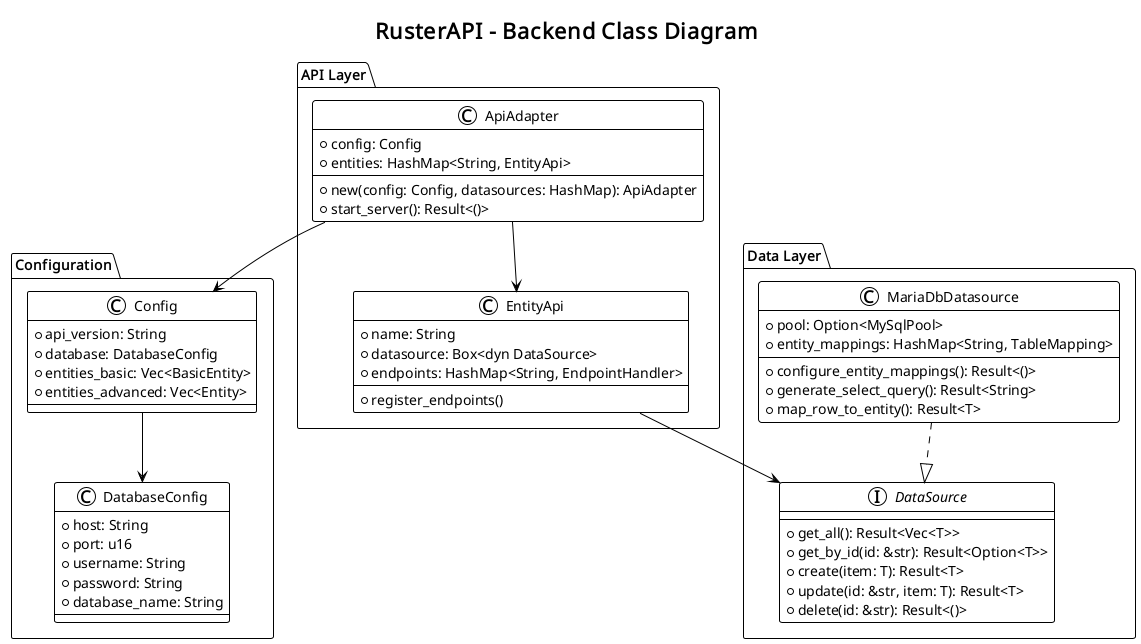 RusterAPI - Backend Class Diagram
API Layer
C ApiAdapter
config: Config
entities: HashMap<String, EntityApi>
new(config: Config, datasources: HashMap): ApiAdapter
start_server(): Result<()>
C EntityApi
name: String
datasource: Box<dyn DataSource>
endpoints: HashMap<String, EndpointHandler>
register_endpoints()
Configuration
C Config
api_version: String
database: DatabaseConfig
entities_basic: Vec<BasicEntity>
entities_advanced: Vec<Entity>
C DatabaseConfig
host: String
port: u16
username: String
password: String
database_name: String
Data Layer
C MariaDbDatasource
pool: Option<MySqlPool>
entity_mappings: HashMap<String, TableMapping>
configure_entity_mappings(): Result<()>
generate_select_query(): Result<String>
map_row_to_entity(): Result<T>
I DataSource
get_all(): Result<Vec<T>>
get_by_id(id: &str): Result<Option<T>>
create(item: T): Result<T>
update(id: &str, item: T): Result<T>
delete(id: &str): Result<()>